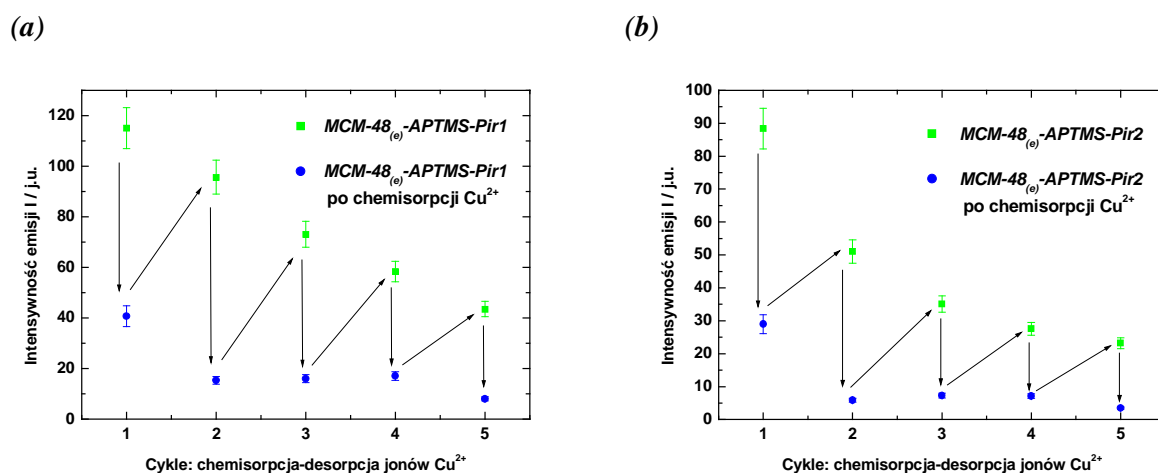 (a)
Intensywność emisji I / j.u.
120
100
80
60
40
20
0
MCM-48(e)-APTMS-Pir1
MCM-48(e)-APTMS-Pir1
po chemisorpcji Cu²⁺
1 2 3 4 5
Cykle: chemisorpcja-desorpcja jonów Cu²⁺
(b)
Intensywność emisji I / j.u.
100
90
80
70
60
50
40
30
20
10
0
MCM-48(e)-APTMS-Pir2
MCM-48(e)-APTMS-Pir2
po chemisorpcji Cu²⁺
1 2 3 4 5
Cykle: chemisorpcja-desorpcja jonów Cu²⁺